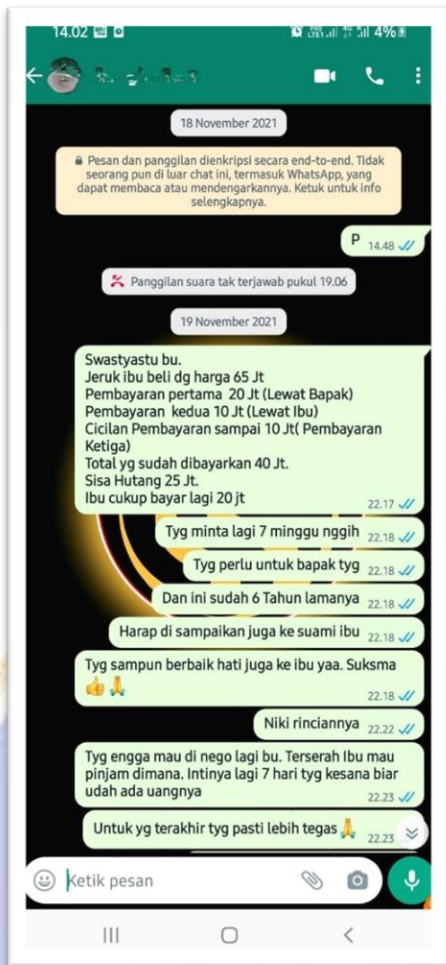 14.02
4G
4%
18 November 2021
Pesan dan panggilan dienkripsi secara end-to-end. Tidak
seorang pun di luar chat ini, termasuk WhatsApp, yang
dapat membaca atau mendengarkannya. Ketuk untuk info
selengkapnya.
P 14.48
Panggilan suara tak terjawab pukul 19.06
19 November 2021
Swastyastu bu.
Jeruk ibu beli dg harga 65 Jt
Pembayaran pertama 20 Jt (Lewat Bapak)
Pembayaran kedua 10 Jt (Lewat Ibu)
Cicilan Pembayaran sampai 10 Jt( Pembayaran
Ketiga)
Total yg sudah dibayarkan 40 Jt.
Sisa Hutang 25 Jt.
Ibu cukup bayar lagi 20 jt
22.17
Tyg minta lagi 7 minggu nggih 22.18
Tyg perlu untuk bapak tyg 22.18
Dan ini sudah 6 Tahun lamanya 22.18
Harap di sampaikan juga ke suami ibu 22.18
Tyg sampun berbaik hati juga ke ibu yaa. Suksma
👍🙏
22.18
Niki rinciannya 22.22
Tyg engga mau di nego lagi bu. Terserah Ibu mau
pinjam dimana. Intinya lagi 7 hari tyg kesana biar
udah ada uangnya
22.23
Untuk yg terakhir tyg pasti lebih tegas🙏 22.23
Ketik pesan